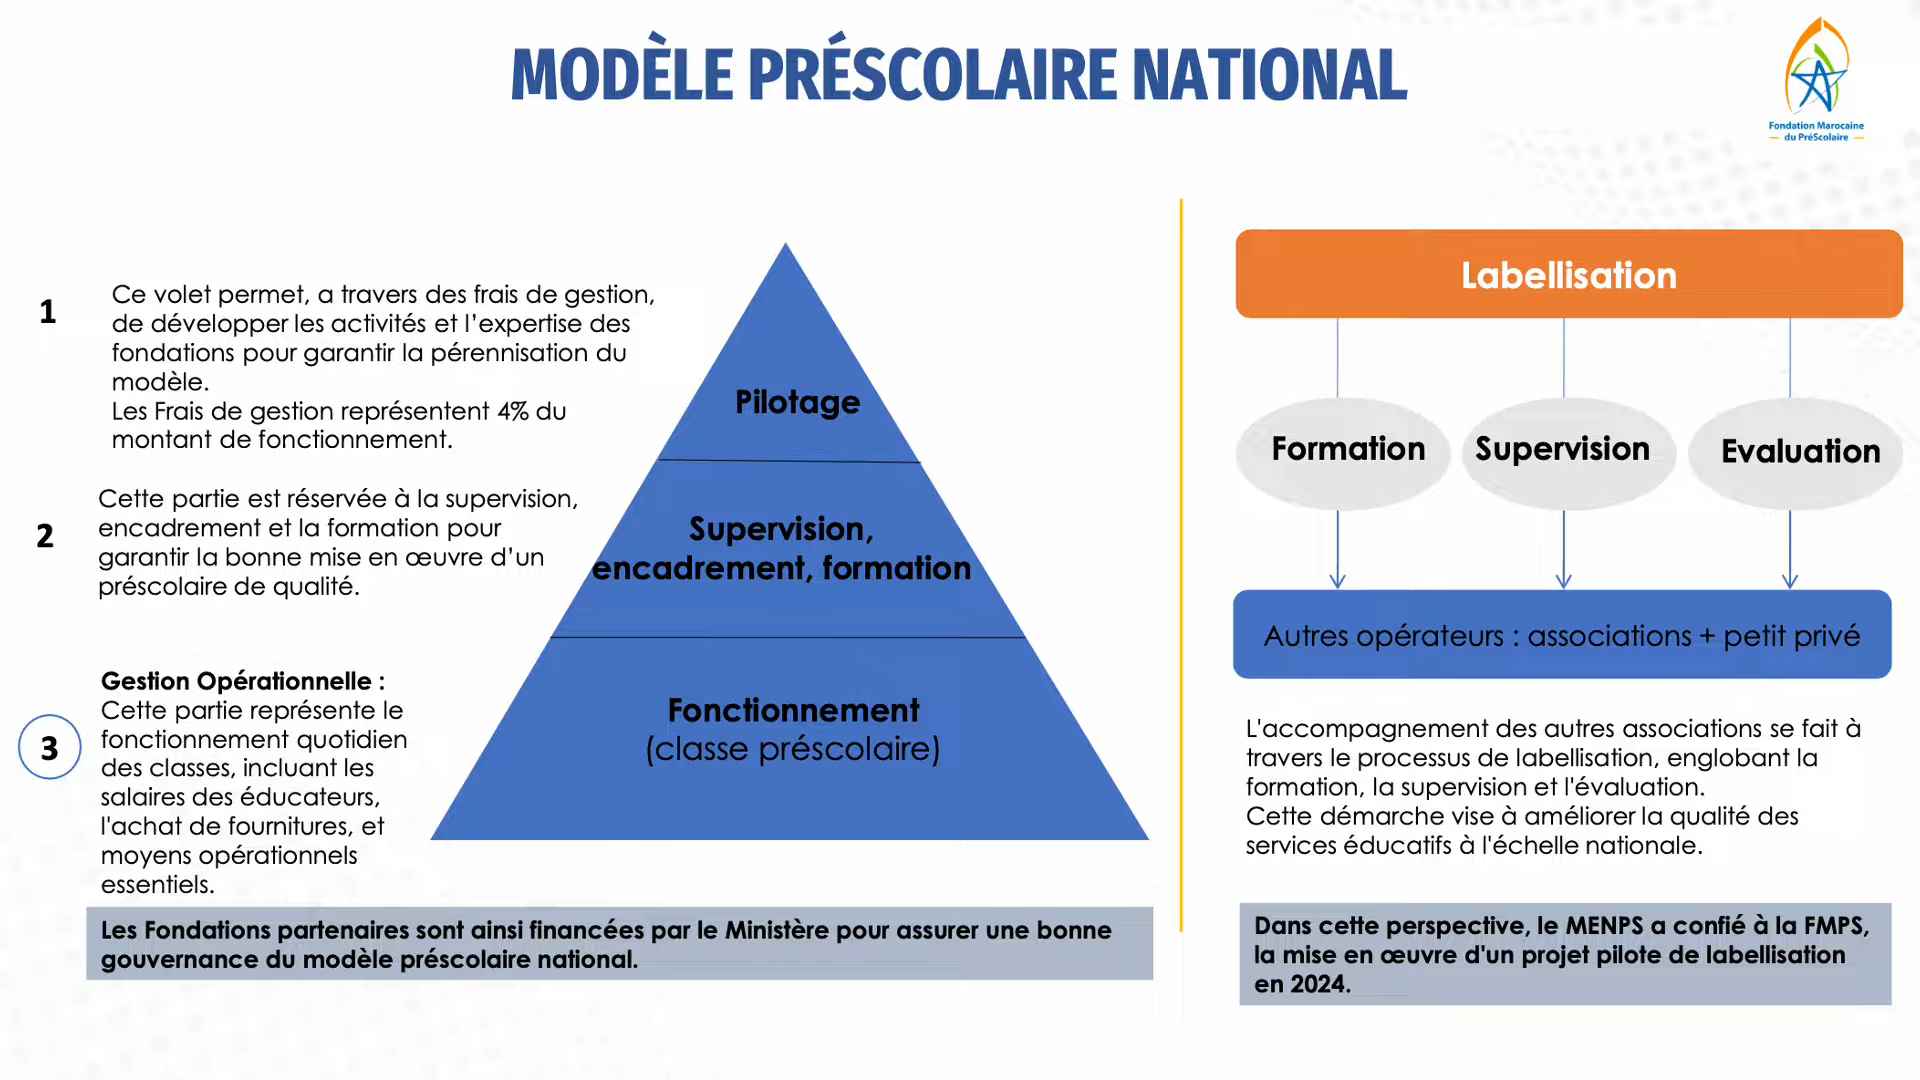 MODÈLE PRÉSCOLAIRE NATIONAL
Fondation Marocaine
du PréScolaire
1
Ce volet permet, a travers des frais de gestion,
de développer les activités et l’expertise des
fondations pour garantir la pérennisation du
modèle.
Les Frais de gestion représentent 4% du
montant de fonctionnement.
2
Cette partie est réservée à la supervision,
encadrement et la formation pour
garantir la bonne mise en œuvre d’un
préscolaire de qualité.
3
Gestion Opérationnelle :
Cette partie représente le
fonctionnement quotidien
des classes, incluant les
salaires des éducateurs,
l'achat de fournitures, et
moyens opérationnels
essentiels.
Pilotage
Supervision,
encadrement, formation
Fonctionnement
(classe préscolaire)
Les Fondations partenaires sont ainsi financées par le Ministère pour assurer une bonne
gouvernance du modèle préscolaire national.
Labellisation
Formation
Supervision
Evaluation
Autres opérateurs : associations + petit privé
L'accompagnement des autres associations se fait à
travers le processus de labellisation, englobant la
formation, la supervision et l'évaluation.
Cette démarche vise à améliorer la qualité des
services éducatifs à l'échelle nationale.
Dans cette perspective, le MENPS a confié à la FMPS,
la mise en œuvre d'un projet pilote de labellisation
en 2024.